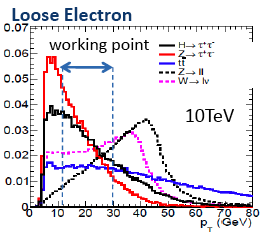 Loose Electron
0.07
working point
H→ τ⁺τ⁻
0.06
Z→ τ⁺τ⁻
tt̄
0.05
Z→ ll
W→ lν
0.04
0.03
10TeV
0.02
0.01
0
0 10 20 30 40 50 60 70 80
p_T (GeV)